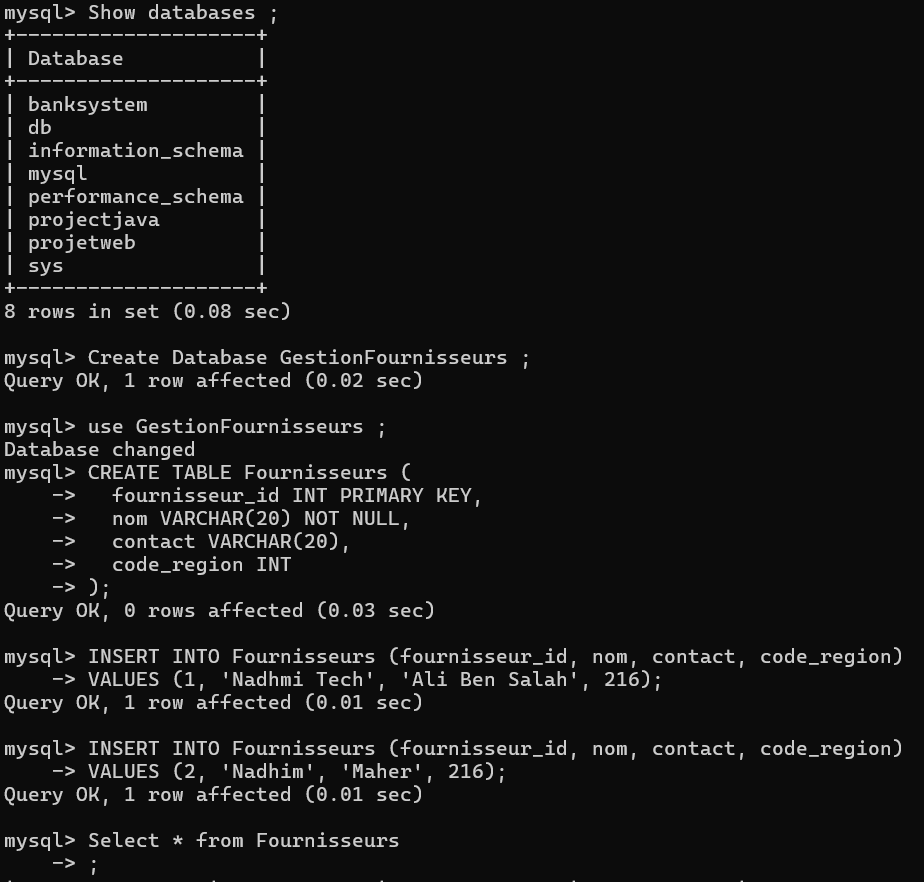 mysql> Show databases ;
+--------------------+
| Database           |
+--------------------+
| banksystem         |
| db                 |
| information_schema |
| mysql              |
| performance_schema |
| projectjava        |
| projetweb          |
| sys                |
+--------------------+
8 rows in set (0.08 sec)

mysql> Create Database GestionFournisseurs ;
Query OK, 1 row affected (0.02 sec)

mysql> use GestionFournisseurs ;
Database changed
mysql> CREATE TABLE Fournisseurs (
    ->   fournisseur_id INT PRIMARY KEY,
    ->   nom VARCHAR(20) NOT NULL,
    ->   contact VARCHAR(20),
    ->   code_region INT
    -> );
Query OK, 0 rows affected (0.03 sec)

mysql> INSERT INTO Fournisseurs (fournisseur_id, nom, contact, code_region)
    -> VALUES (1, 'Nadhmi Tech', 'Ali Ben Salah', 216);
Query OK, 1 row affected (0.01 sec)

mysql> INSERT INTO Fournisseurs (fournisseur_id, nom, contact, code_region)
    -> VALUES (2, 'Nadhim', 'Maher', 216);
Query OK, 1 row affected (0.01 sec)

mysql> Select * from Fournisseurs
    -> ;